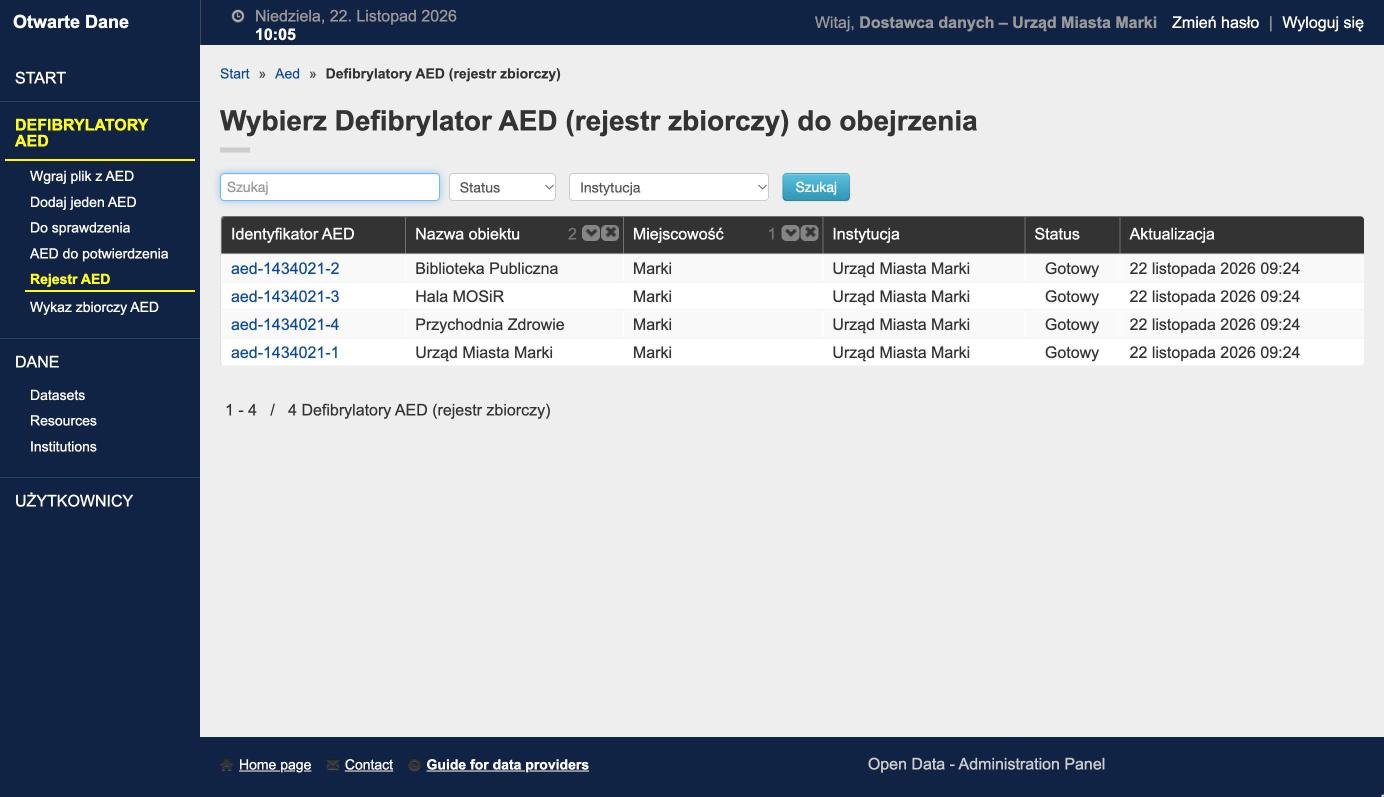 Otwarte Dane
Niedziela, 22. Listopad 2026
10:05
Witaj, Dostawca danych – Urząd Miasta Marki Zmień hasło | Wyloguj się
START
DEFIBRYLATORY
AED
Wgraj plik z AED
Dodaj jeden AED
Do sprawdzenia
AED do potwierdzenia
Rejestr AED
Wykaz zbiorczy AED
DANE
Datasets
Resources
Institutions
UŻYTKOWNICY
Start » Aed » Defibrylatory AED (rejestr zbiorczy)
Wybierz Defibrylator AED (rejestr zbiorczy) do obejrzenia
Szukaj Status Instytucja Szukaj
Identyfikator AED Nazwa obiektu 2 Miejscowość 1 Instytucja Status Aktualizacja
aed-1434021-2 Biblioteka Publiczna Marki Urząd Miasta Marki Gotowy 22 listopada 2026 09:24
aed-1434021-3 Hala MOSiR Marki Urząd Miasta Marki Gotowy 22 listopada 2026 09:24
aed-1434021-4 Przychodnia Zdrowie Marki Urząd Miasta Marki Gotowy 22 listopada 2026 09:24
aed-1434021-1 Urząd Miasta Marki Marki Urząd Miasta Marki Gotowy 22 listopada 2026 09:24
1 - 4 / 4 Defibrylatory AED (rejestr zbiorczy)
Home page Contact Guide for data providers Open Data - Administration Panel